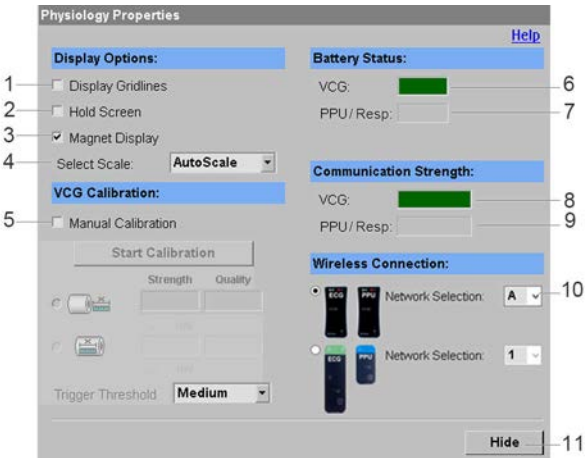 Physiology Properties
Help
Display Options:
1 Display Gridlines
2 Hold Screen
3 Magnet Display
4 Select Scale: AutoScale
VCG Calibration:
5 Manual Calibration
Start Calibration
Strength Quality
Trigger Threshold Medium
Battery Status:
VCG: 6
PPU / Resp: 7
Communication Strength:
VCG: 8
PPU / Resp: 9
Wireless Connection:
ECG PPU Network Selection: A 10
ECG PPU Network Selection: 1
Hide 11